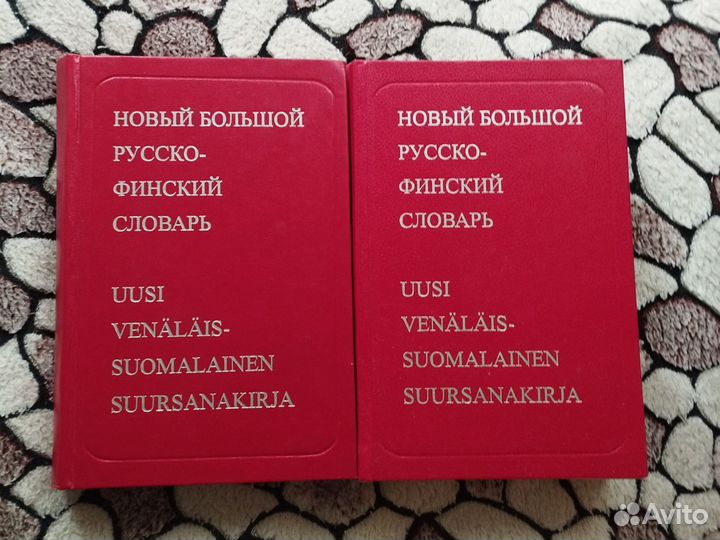 НОВЫЙ БОЛЬШОЙ
РУССКО-
ФИНСКИЙ
СЛОВАРЬ
UUSI
VENÄLÄIS-
SUOMALAINEN
SUURSANAKIRJA
НОВЫЙ БОЛЬШОЙ
РУССКО-
ФИНСКИЙ
СЛОВАРЬ
UUSI
VENÄLÄIS-
SUOMALAINEN
SUURSANAKIRJA
Avito